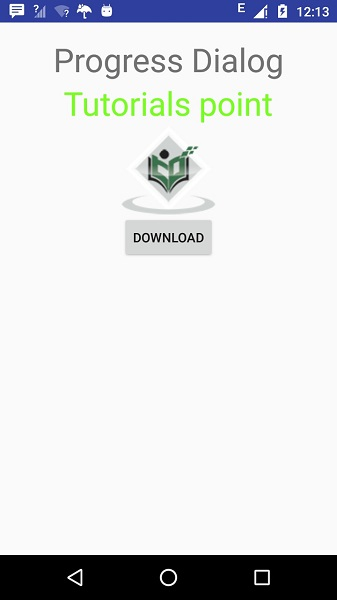 E 12:13
Progress Dialog
Tutorials point
DOWNLOAD